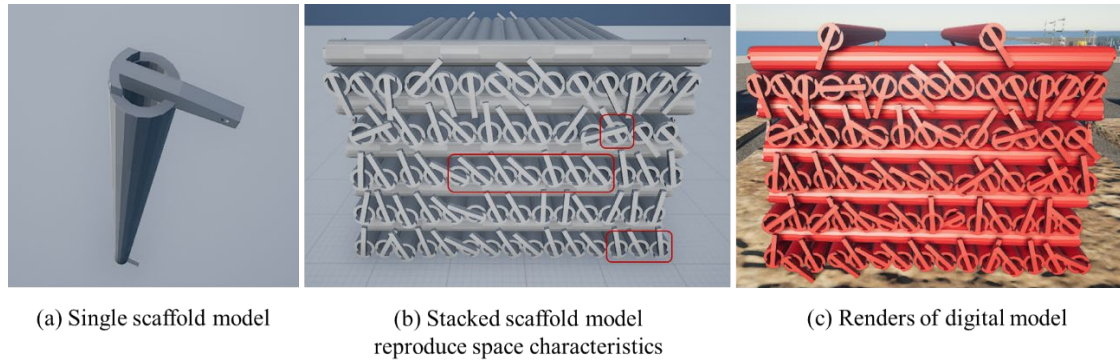 (a) Single scaffold model
(b) Stacked scaffold model
reproduce space characteristics
(c) Renders of digital model